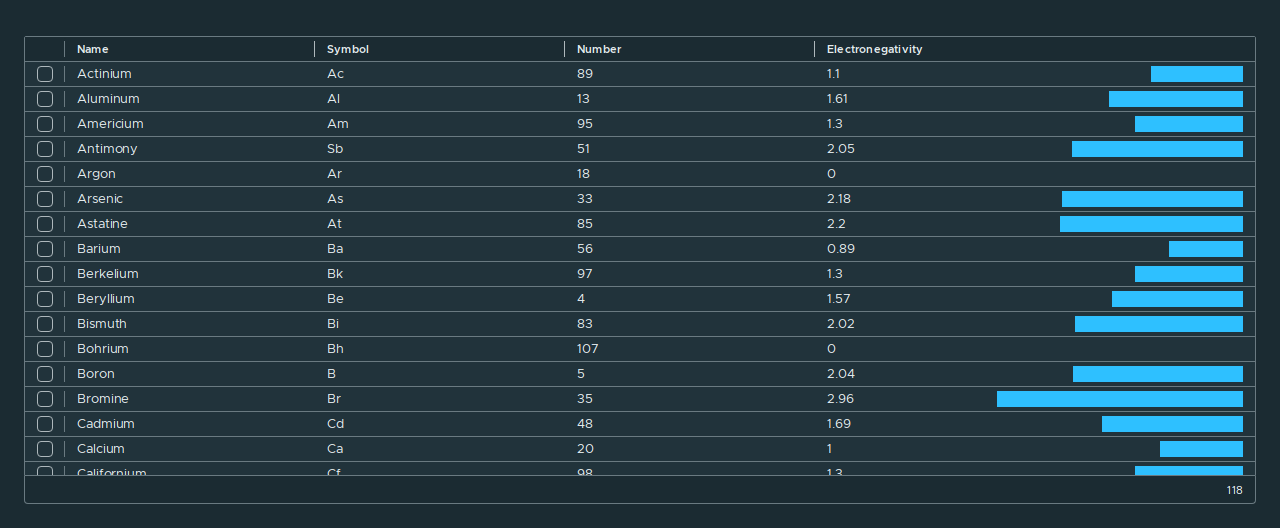 Name Symbol Number Electronegativity
Actinium Ac 89 1.1
Aluminum Al 13 1.61
Americium Am 95 1.3
Antimony Sb 51 2.05
Argon Ar 18 0
Arsenic As 33 2.18
Astatine At 85 2.2
Barium Ba 56 0.89
Berkelium Bk 97 1.3
Beryllium Be 4 1.57
Bismuth Bi 83 2.02
Bohrium Bh 107 0
Boron B 5 2.04
Bromine Br 35 2.96
Cadmium Cd 48 1.69
Calcium Ca 20 1
Californium Cf 98 1.3
118